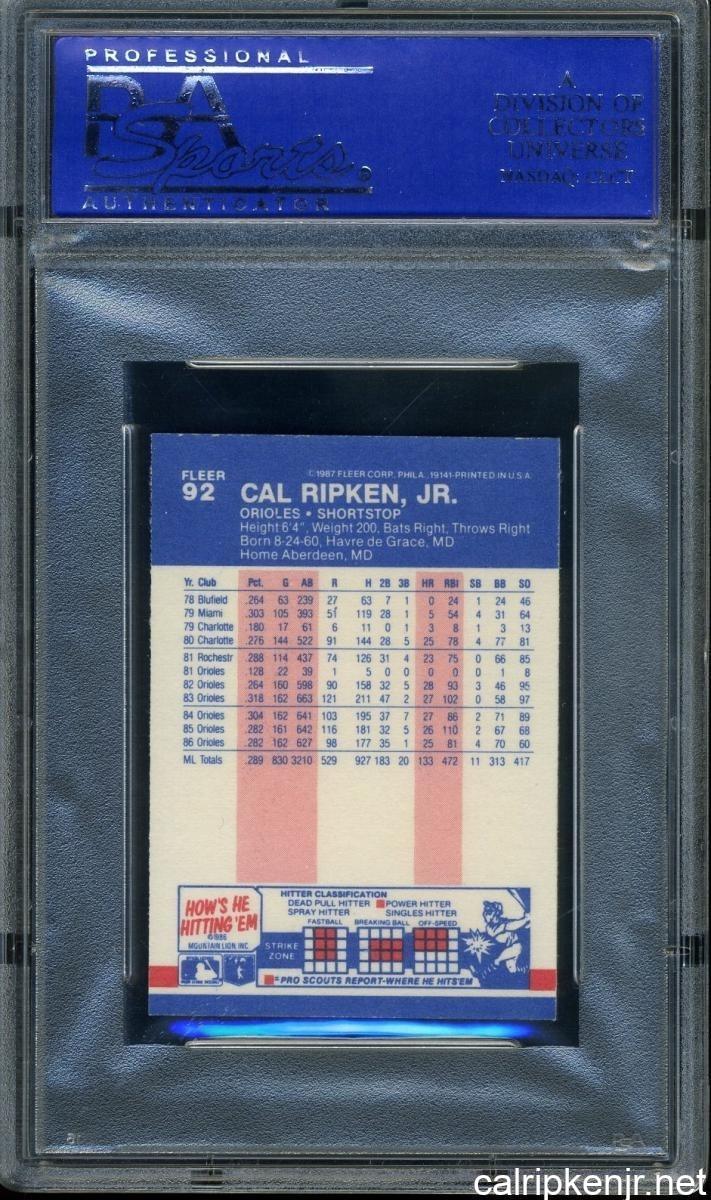 PROFESSIONAL
PSA
Sports
AUTHENTICATOR
A
DIVISION OF
COLLECTORS
UNIVERSE
NASDAQ: CLCT
FLEER
92
© 1987 FLEER CORP. PHILA., 19141-PRINTED IN U.S.A.
CAL RIPKEN, JR.
ORIOLES • SHORTSTOP
Height 6'4", Weight 200, Bats Right, Throws Right
Born 8-24-60, Havre de Grace, MD
Home Aberdeen, MD
Yr. Club Pct. G AB R H 2B 3B HR RBI SB BB SO
78 Blufield .264 63 239 27 63 7 1 0 24 1 24 46
79 Miami .303 105 393 51 119 28 1 5 54 4 31 64
79 Charlotte .180 17 61 6 11 0 1 3 8 1 3 13
80 Charlotte .276 144 522 91 144 28 5 25 78 4 77 81
81 Rochestr .288 114 437 74 126 31 4 23 75 0 66 85
81 Orioles .128 22 39 1 5 0 0 0 0 0 1 8
82 Orioles .264 160 598 90 158 32 5 28 93 3 46 95
83 Orioles .318 162 663 121 211 47 2 27 102 0 58 97
84 Orioles .304 162 641 103 195 37 7 27 86 2 71 89
85 Orioles .282 161 642 116 181 32 5 26 110 2 67 68
86 Orioles .282 162 627 98 177 35 1 25 81 4 70 60
ML Totals .289 830 3210 529 927 183 20 133 472 11 313 417
HOW'S HE
HITTING 'EM
©1986
MOUNTAIN LION, INC
HITTER CLASSIFICATION
DEAD PULL HITTER POWER HITTER
SPRAY HITTER SINGLES HITTER
FASTBALL BREAKING BALL OFF-SPEED
STRIKE
ZONE
= PRO SCOUTS REPORT-WHERE HE HITS'EM
PSA
calripkenjr.net